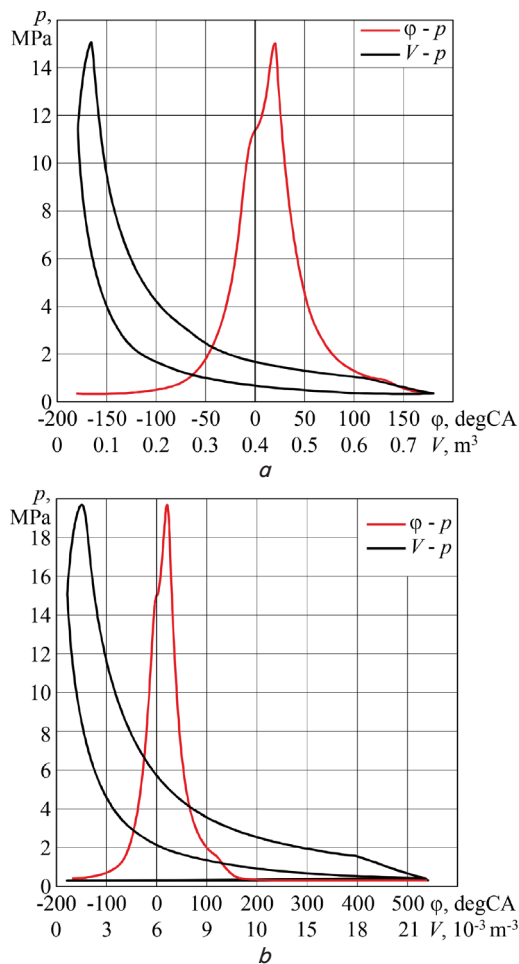 p,
MPa
φ - p
V - p
14
12
10
8
6
4
2
0
-200 -150 -100 -50 0 50 100 150 φ, degCA
0 0.1 0.2 0.3 0.4 0.5 0.6 0.7 V, m³
a
p,
MPa
φ - p
V - p
18
16
14
12
10
8
6
4
2
0
-200 -100 0 100 200 300 400 500 φ, degCA
0 3 6 9 10 15 18 21 V, 10⁻³ m⁻³
b